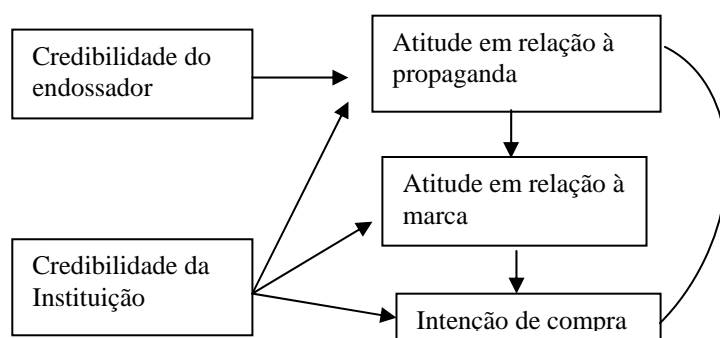 Credibilidade do
endossador
Atitude em relação à
propaganda
Atitude em relação à
marca
Credibilidade da
Instituição
Intenção de compra